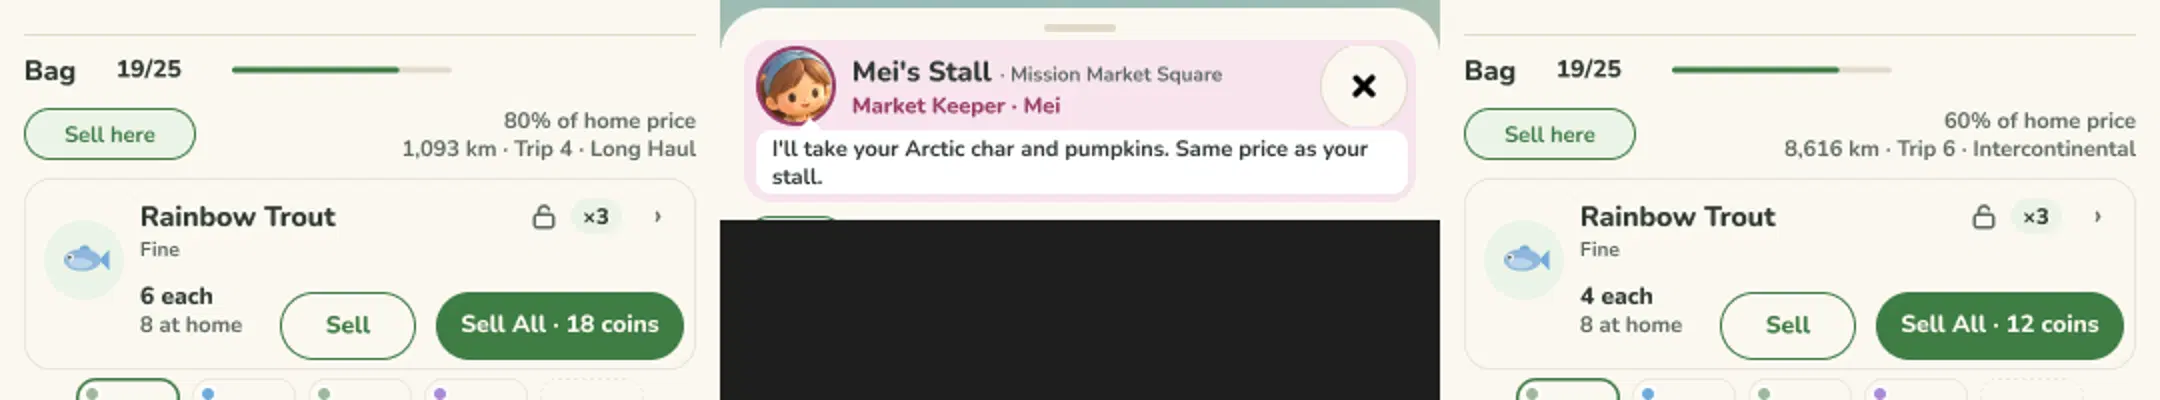 Bag 19/25
Sell here
80% of home price
1,093 km · Trip 4 · Long Haul
Rainbow Trout ×3 ›
Fine
6 each
8 at home
Sell
Sell All · 18 coins
Mei's Stall · Mission Market Square
Market Keeper · Mei
I'll take your Arctic char and pumpkins. Same price as your
stall.
Bag 19/25
Sell here
60% of home price
8,616 km · Trip 6 · Intercontinental
Rainbow Trout ×3 ›
Fine
4 each
8 at home
Sell
Sell All · 12 coins